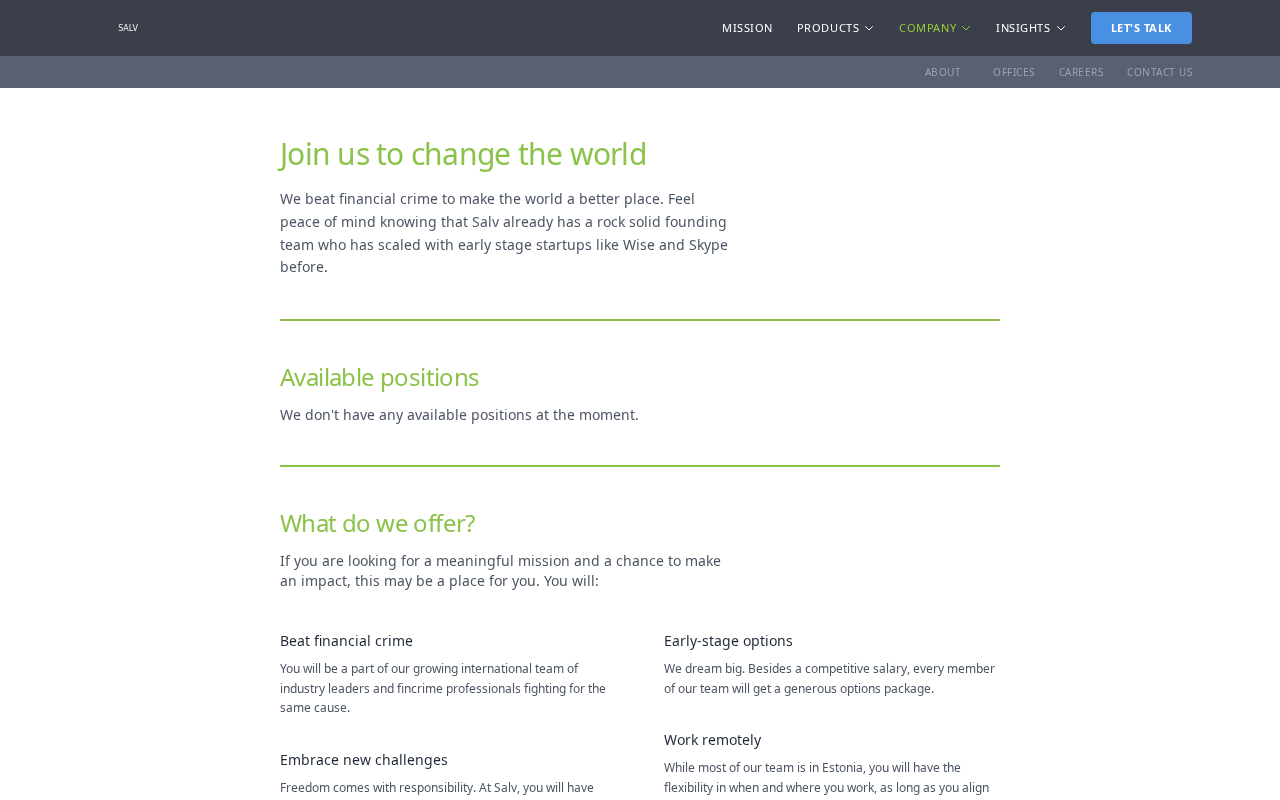 SALV
MISSION PRODUCTS COMPANY INSIGHTS LET'S TALK
ABOUT OFFICES CAREERS CONTACT US
Join us to change the world
We beat financial crime to make the world a better place. Feel
peace of mind knowing that Salv already has a rock solid founding
team who has scaled with early stage startups like Wise and Skype
before.
Available positions
We don't have any available positions at the moment.
What do we offer?
If you are looking for a meaningful mission and a chance to make
an impact, this may be a place for you. You will:
Beat financial crime
You will be a part of our growing international team of
industry leaders and fincrime professionals fighting for the
same cause.
Embrace new challenges
Freedom comes with responsibility. At Salv, you will have
Early-stage options
We dream big. Besides a competitive salary, every member
of our team will get a generous options package.
Work remotely
While most of our team is in Estonia, you will have the
flexibility in when and where you work, as long as you align